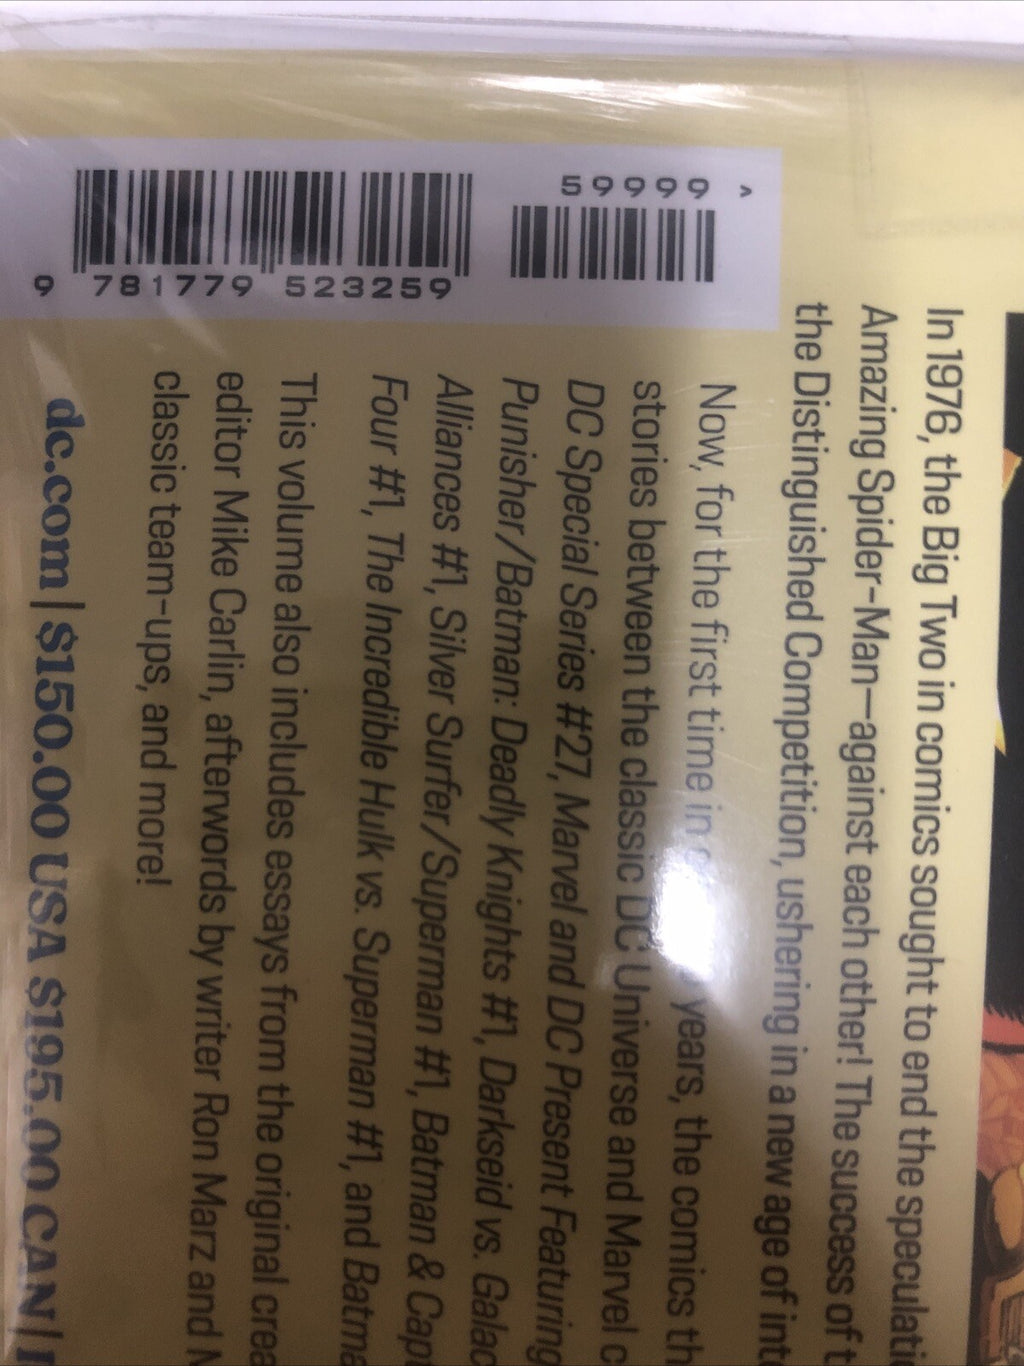 In 1976, the Big Two in comics sought to end the speculati
Amazing Spider-Man—against each other! The success of t
the Distinguished Competition, ushering in a new age of int
Now, for the first time in years, the comics th
stories between the classic DC Universe and Marvel c
DC Special Series #27, Marvel and DC Present Featuring
Punisher/Batman: Deadly Knights #1, Darkseid vs. Galac
Alliances #1, Silver Surfer/Superman #1, Batman & Cap
Four #1, The Incredible Hulk vs. Superman #1, and Batma
This volume also includes essays from the original crea
editor Mike Carlin, afterwords by writer Ron Marz and M
classic team-ups, and more!
dc.com | $150.00 USA $195.00 CAN |
59999 >
9 781779 523259